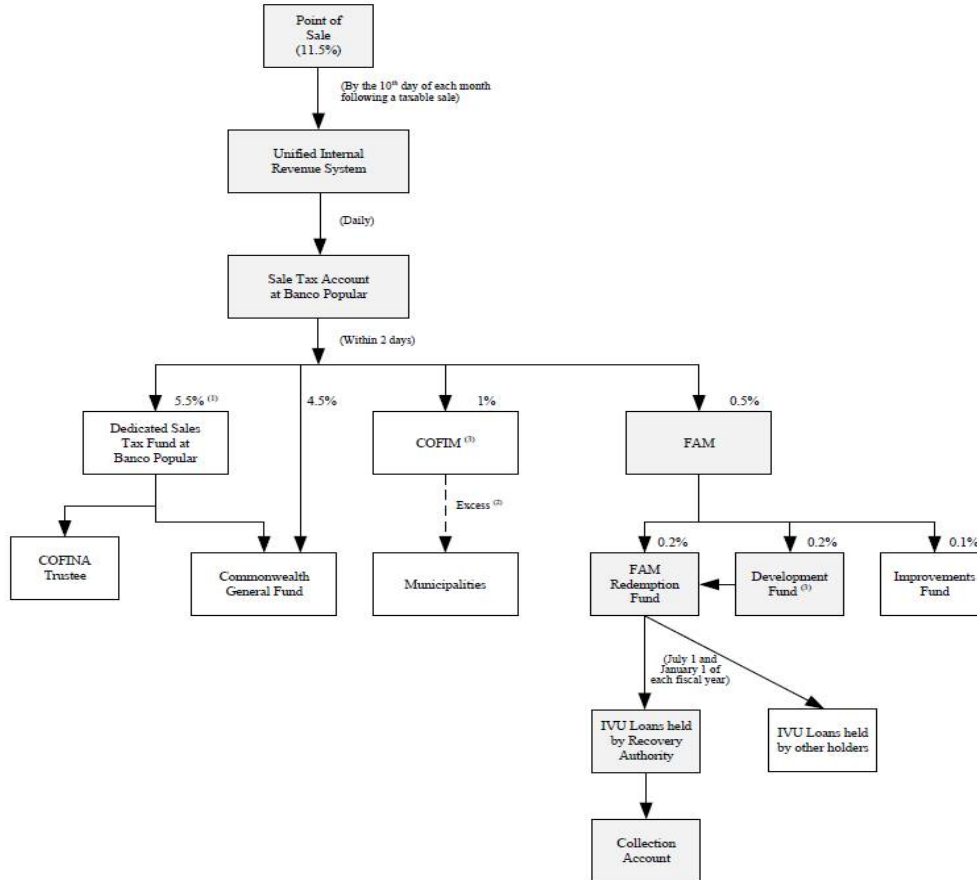 Point of
Sale
(11.5%)
(By the 10th day of each month
following a taxable sale)
Unified Internal
Revenue System
(Daily)
Sale Tax Account
at Banco Popular
(Within 2 days)
5.5% (1)
4.5%
1%
0.5%
Dedicated Sales
Tax Fund at
Banco Popular
COFIM (3)
FAM
Excess (2)
0.2%
0.2%
0.1%
COFINA
Trustee
Commonwealth
General Fund
Municipalities
FAM
Redemption
Fund
Development
Fund (3)
Improvements
Fund
(July 1 and
January 1 of
each fiscal year)
IVU Loans held
by Recovery
Authority
IVU Loans held
by other holders
Collection
Account